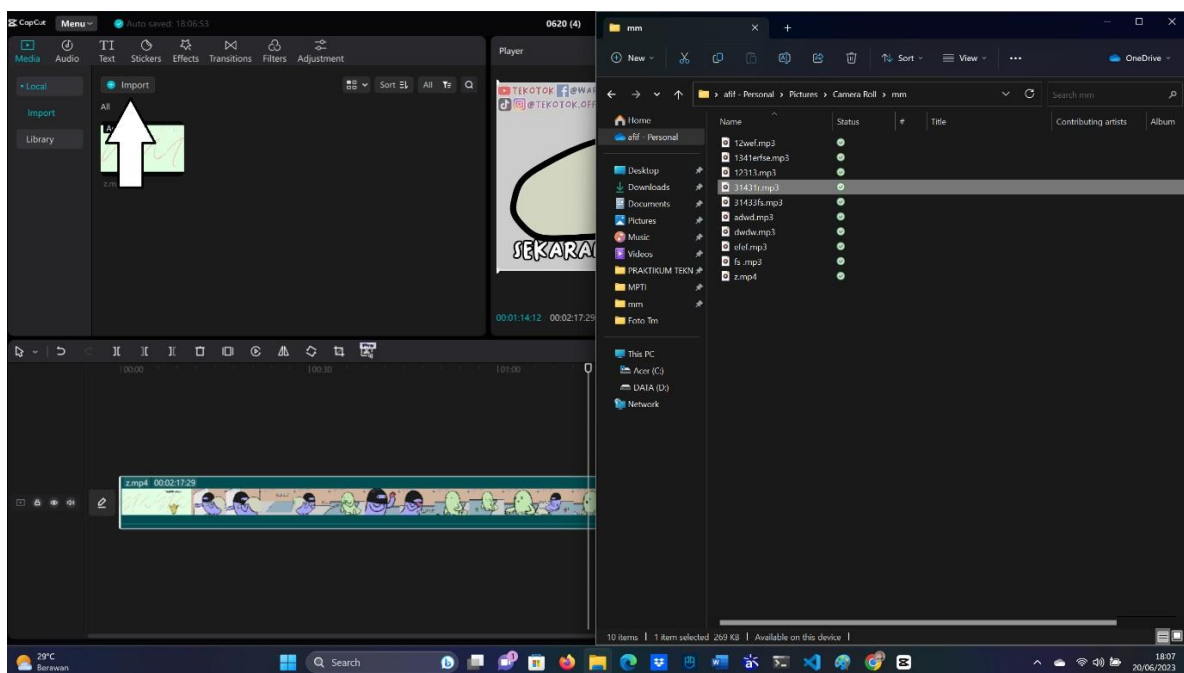 CapCut Menu Auto saved: 18:06:53 0620 (4)
Media Audio Text Stickers Effects Transitions Filters Adjustment
Local
Import
Library
Import
Sort All
All
z.m
Player
TEKOTOK
@TEKOTOK.OFF
SEKARA
00:01:14:12 00:02:17:29
00:00 00:30 01:00
z.mp4 00:02:17:29
mm
New Sort View OneDrive
afif - Personal Pictures Camera Roll mm
Search mm
Home
afif - Personal
Desktop
Downloads
Documents
Pictures
Music
Videos
PRAKTIKUM TEKN
MPTI
mm
Foto Tm
This PC
Acer (C:)
DATA (D:)
Network
Name Status # Title Contributing artists Album
12wef.mp3
1341erfse.mp3
12313.mp3
31431r.mp3
31433fs.mp3
adwd.mp3
dwdw.mp3
efef.mp3
fs .mp3
z.mp4
10 items 1 item selected 269 KB Available on this device
29°C
Berawan
Search
18:07
20/06/2023